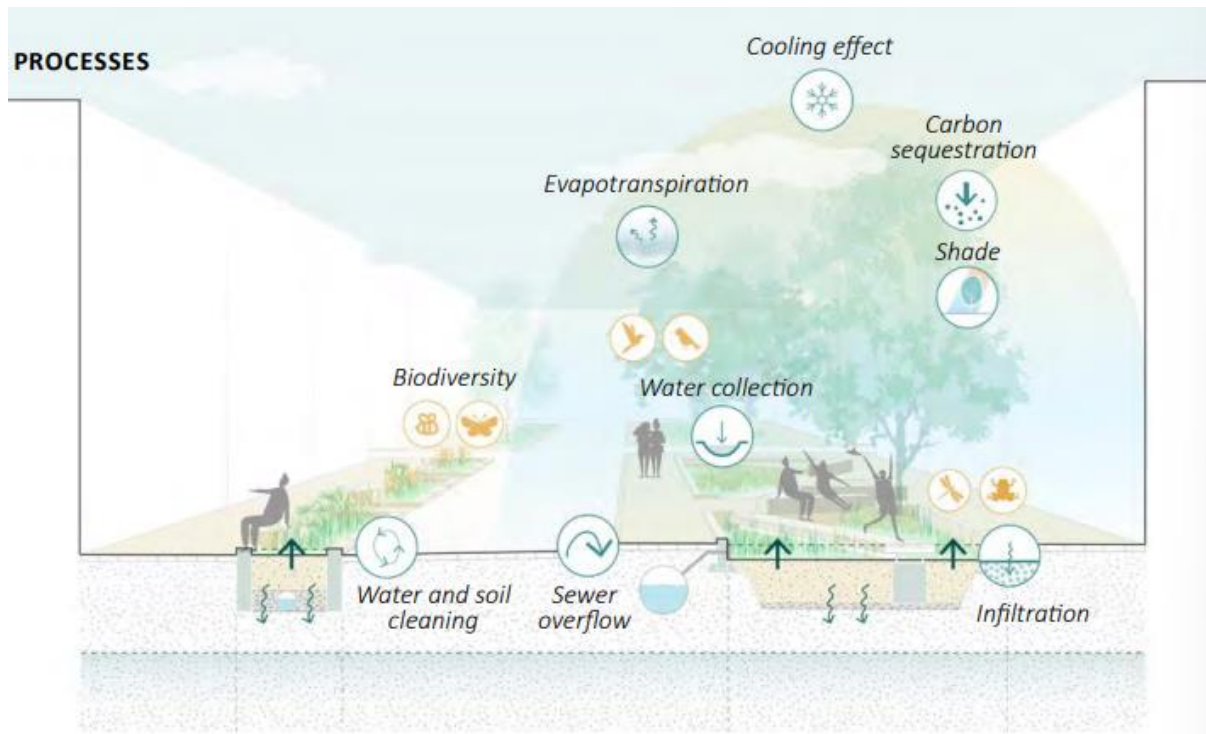 PROCESSES
Cooling effect
Carbon
sequestration
Evapotranspiration
Shade
Biodiversity
Water collection
Water and soil
cleaning
Sewer
overflow
Infiltration